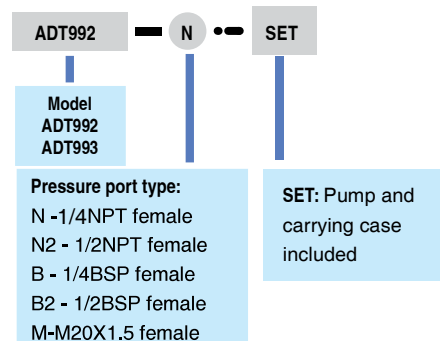 ADT992 — N - SET
Model
ADT992
ADT993
Pressure port type:
N -1/4NPT female
N2 - 1/2NPT female
B - 1/4BSP female
B2 - 1/2BSP female
M-M20X1.5 female
SET: Pump and
carrying case
included